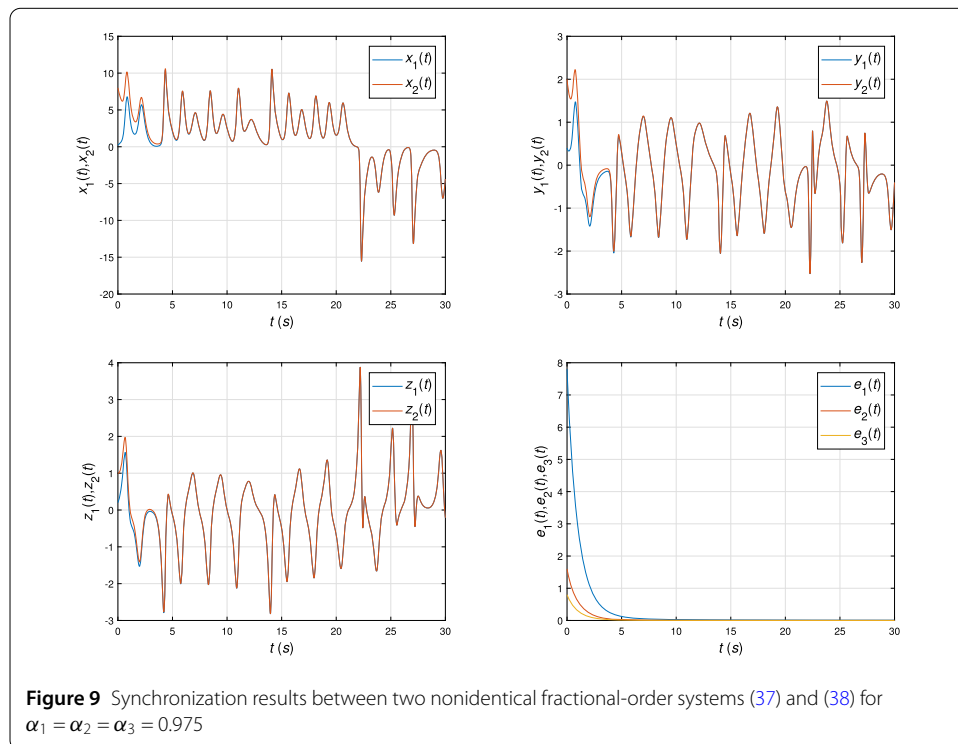 15
10
5
0
-5
-10
-15
-20
x₁(t),x₂(t)
x₁(t)
x₂(t)
0 5 10 15 20 25 30
t (s)
3
2
1
0
-1
-2
-3
y₁(t),y₂(t)
y₁(t)
y₂(t)
0 5 10 15 20 25 30
t (s)
4
3
2
1
0
-1
-2
-3
z₁(t),z₂(t)
z₁(t)
z₂(t)
0 5 10 15 20 25 30
t (s)
8
7
6
5
4
3
2
1
0
e₁(t),e₂(t),e₃(t)
e₁(t)
e₂(t)
e₃(t)
0 5 10 15 20 25 30
t (s)
Figure 9 Synchronization results between two nonidentical fractional-order systems (37) and (38) for
α₁ = α₂ = α₃ = 0.975